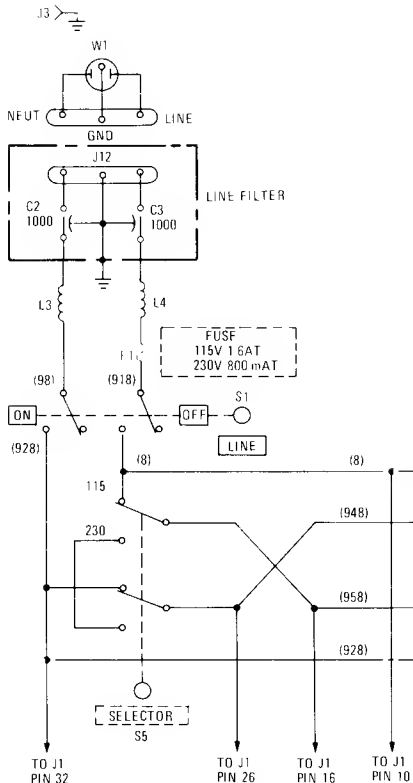 J3
W1
NEUT
LINE
GND
J12
LINE FILTER
C2
1000
C3
1000
L3
L4
FUSE
115V 1.6AT
230V 800 mAT
(98)
(918)
S1
ON
OFF
(928)
LINE
(8)
(8)
115
(948)
230
(958)
(928)
SELECTOR
S5
TO J1
PIN 32
TO J1
PIN 26
TO J1
PIN 16
TO J1
PIN 10